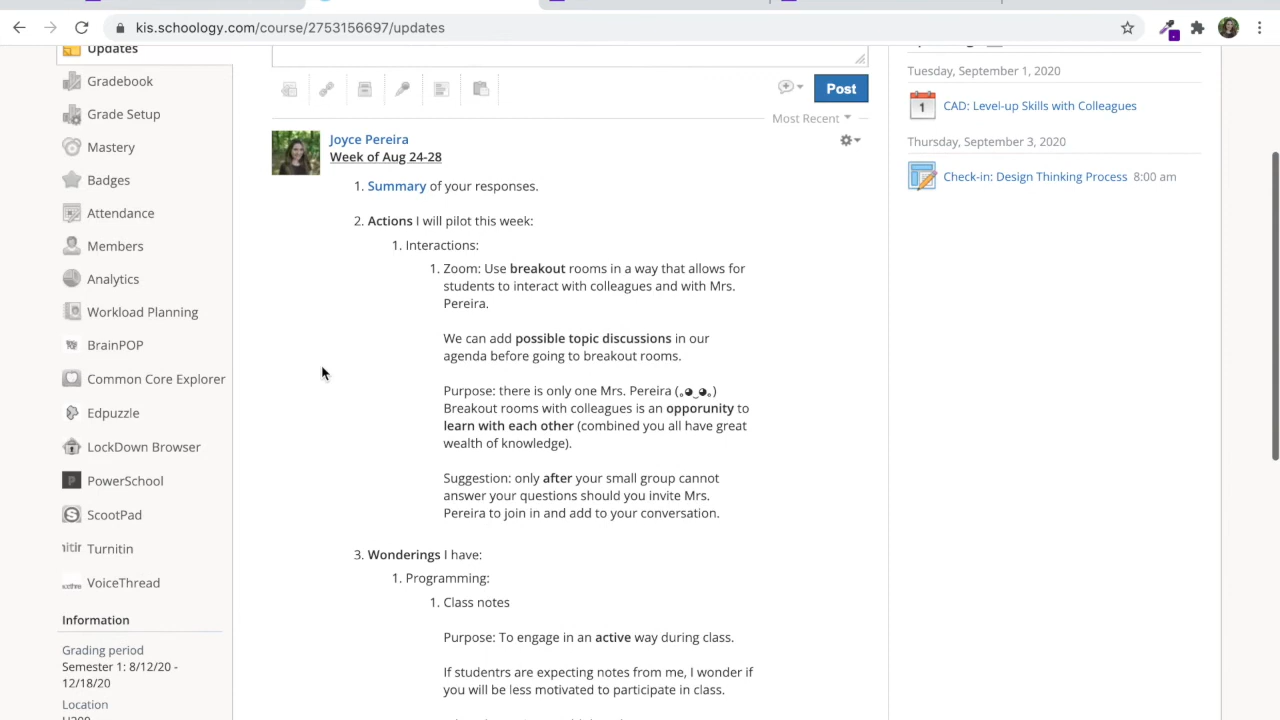 kis.schoology.com/course/2753156697/updates
Updates
Gradebook
Grade Setup
Mastery
Badges
Attendance
Members
Analytics
Workload Planning
BrainPOP
Common Core Explorer
Edpuzzle
LockDown Browser
PowerSchool
ScootPad
Turnitin
VoiceThread
Information
Grading period
Semester 1: 8/12/20 -
12/18/20
Location
Post
Most Recent
Joyce Pereira
Week of Aug 24-28
1. Summary of your responses.
2. Actions I will pilot this week:
1. Interactions:
1. Zoom: Use breakout rooms in a way that allows for
students to interact with colleagues and with Mrs.
Pereira.
We can add possible topic discussions in our
agenda before going to breakout rooms.
Purpose: there is only one Mrs. Pereira (｡◕‿◕｡)
Breakout rooms with colleagues is an opporunity to
learn with each other (combined you all have great
wealth of knowledge).
Suggestion: only after your small group cannot
answer your questions should you invite Mrs.
Pereira to join in and add to your conversation.
3. Wonderings I have:
1. Programming:
1. Class notes
Purpose: To engage in an active way during class.
If studentrs are expecting notes from me, I wonder if
you will be less motivated to participate in class.
Tuesday, September 1, 2020
1
CAD: Level-up Skills with Colleagues
Thursday, September 3, 2020
Check-in: Design Thinking Process 8:00 am